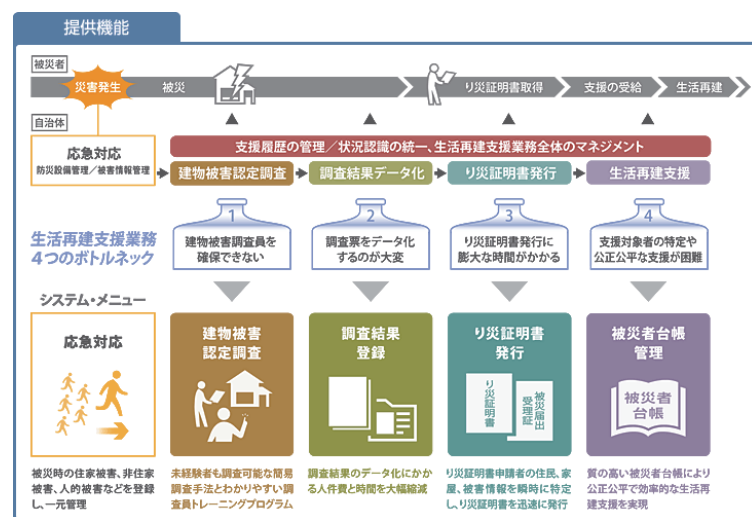 提供機能
被災者
災害発生
被災
り災証明書取得
支援の受給
生活再建
自治体
応急対応
防災設備管理／被害情報管理
支援履歴の管理／状況認識の統一、生活再建支援業務全体のマネジメント
建物被害認定調査
調査結果データ化
り災証明書発行
生活再建支援
生活再建支援業務
4つのボトルネック
1
建物被害調査員を
確保できない
2
調査票をデータ化
するのが大変
3
り災証明書発行に
膨大な時間がかかる
4
支援対象者の特定や
公正公平な支援が困難
システム・メニュー
応急対応
建物被害
認定調査
調査結果
登録
り災証明書
発行
り災証明書
被災届出
受理証
被災者台帳
管理
被災者
台帳
被災時の住家被害、非住家
被害、人的被害などを登録
し、一元管理
未経験者も調査可能な簡易
調査手法とわかりやすい調
査員トレーニングプログラム
調査結果のデータ化にかか
る人件費と時間を大幅縮減
り災証明書申請者の住民、家
屋、被害情報を瞬時に特定
し、り災証明書を迅速に発行
質の高い被災者台帳により
公正公平で効率的な生活再
建支援を実現